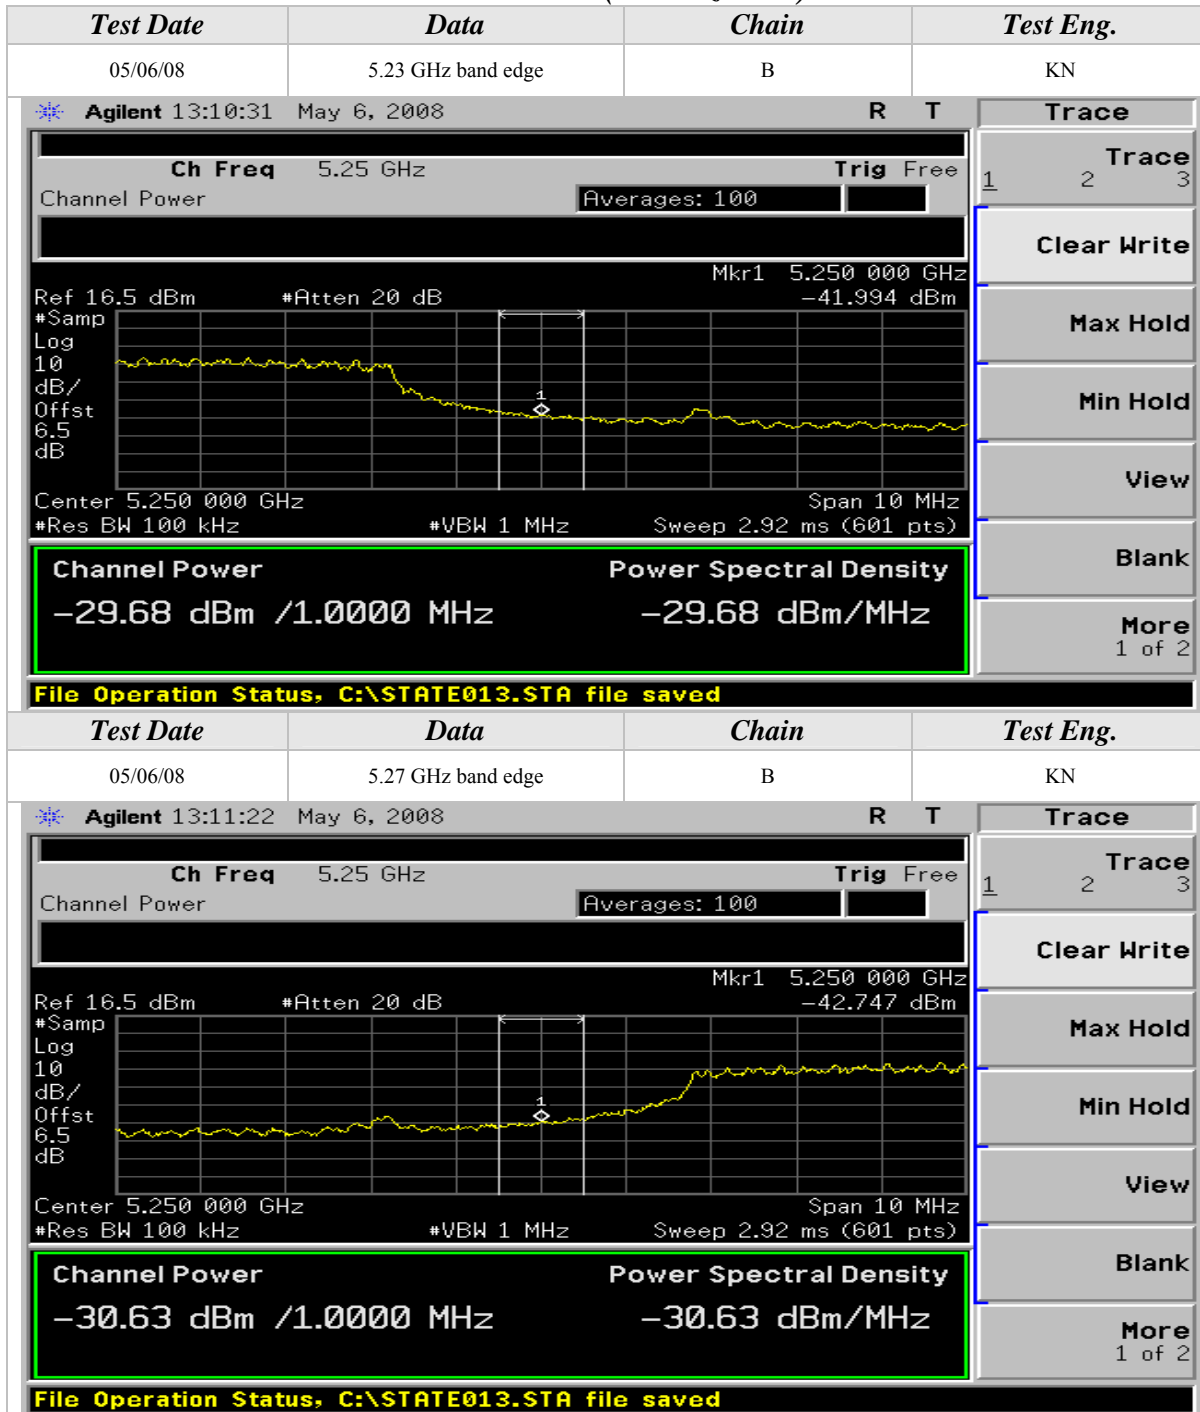 Test Date Data Chain Test Eng.
05/06/08 5.23 GHz band edge B KN
Agilent 13:10:31 May 6, 2008 R T Trace
Ch Freq 5.25 GHz Trig Free
Trace
1 2 3
Channel Power Averages: 100
Clear Write
Mkr1 5.250 000 GHz
Ref 16.5 dBm #Atten 20 dB -41.994 dBm
#Samp
Log
10
dB/
Offst
6.5
dB
1
Max Hold
Min Hold
View
Center 5.250 000 GHz Span 10 MHz
#Res BW 100 kHz #VBW 1 MHz Sweep 2.92 ms (601 pts)
Blank
Channel Power Power Spectral Density
-29.68 dBm /1.0000 MHz -29.68 dBm/MHz
More
1 of 2
File Operation Status, C:\STATE013.STA file saved
Test Date Data Chain Test Eng.
05/06/08 5.27 GHz band edge B KN
Agilent 13:11:22 May 6, 2008 R T Trace
Ch Freq 5.25 GHz Trig Free
Trace
1 2 3
Channel Power Averages: 100
Clear Write
Mkr1 5.250 000 GHz
Ref 16.5 dBm #Atten 20 dB -42.747 dBm
#Samp
Log
10
dB/
Offst
6.5
dB
1
Max Hold
Min Hold
View
Center 5.250 000 GHz Span 10 MHz
#Res BW 100 kHz #VBW 1 MHz Sweep 2.92 ms (601 pts)
Blank
Channel Power Power Spectral Density
-30.63 dBm /1.0000 MHz -30.63 dBm/MHz
More
1 of 2
File Operation Status, C:\STATE013.STA file saved